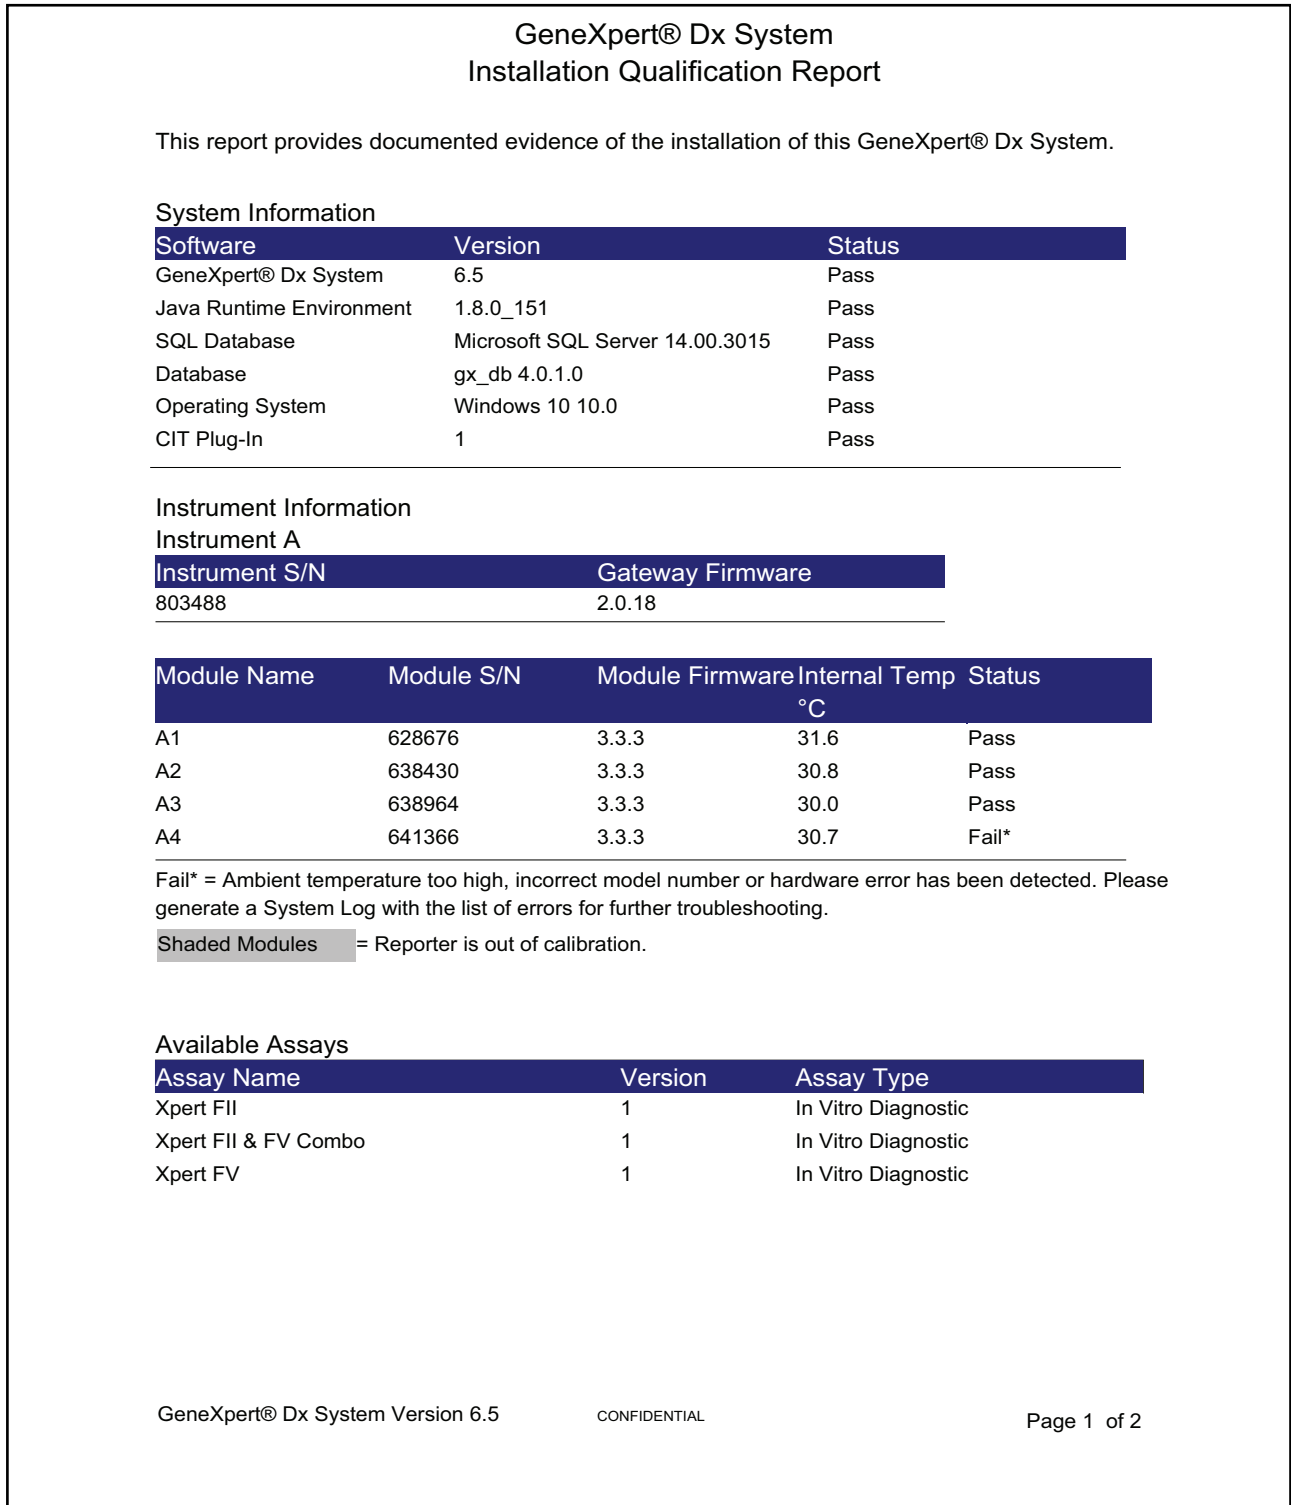 GeneXpert® Dx System
Installation Qualification Report
This report provides documented evidence of the installation of this GeneXpert® Dx System.
System Information
Software Version Status
GeneXpert® Dx System 6.5 Pass
Java Runtime Environment 1.8.0_151 Pass
SQL Database Microsoft SQL Server 14.00.3015 Pass
Database gx_db 4.0.1.0 Pass
Operating System Windows 10 10.0 Pass
CIT Plug-In 1 Pass
Instrument Information
Instrument A
Instrument S/N Gateway Firmware
803488 2.0.18
Module Name Module S/N Module Firmware Internal Temp Status
°C
A1 628676 3.3.3 31.6 Pass
A2 638430 3.3.3 30.8 Pass
A3 638964 3.3.3 30.0 Pass
A4 641366 3.3.3 30.7 Fail*
Fail* = Ambient temperature too high, incorrect model number or hardware error has been detected. Please
generate a System Log with the list of errors for further troubleshooting.
Shaded Modules = Reporter is out of calibration.
Available Assays
Assay Name Version Assay Type
Xpert FII 1 In Vitro Diagnostic
Xpert FII & FV Combo 1 In Vitro Diagnostic
Xpert FV 1 In Vitro Diagnostic
GeneXpert® Dx System Version 6.5 CONFIDENTIAL Page 1 of 2